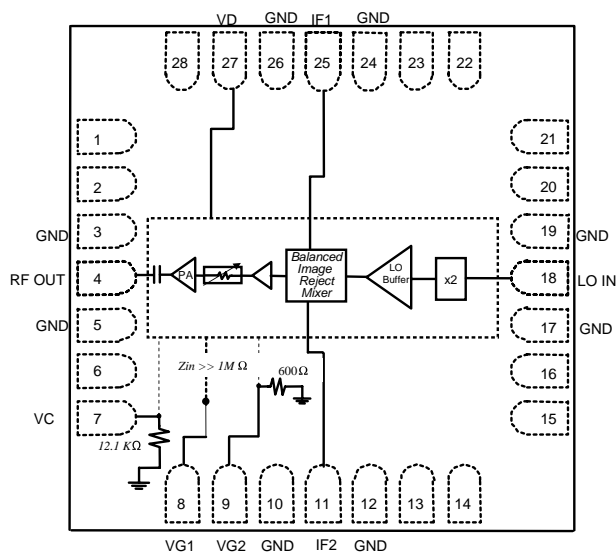 VD GND IF1 GND
28 27 26 25 24 23 22
1
21
2
20
GND 3
19 GND
RF OUT 4
PA
Balanced
Image
Reject
Mixer
LO
Buffer
x2
18 LO IN
GND 5
17 GND
6
Zin >> 1M Ω
600Ω
16
VC 7
12.1 KΩ
15
8 9 10 11 12 13 14
VG1 VG2 GND IF2 GND